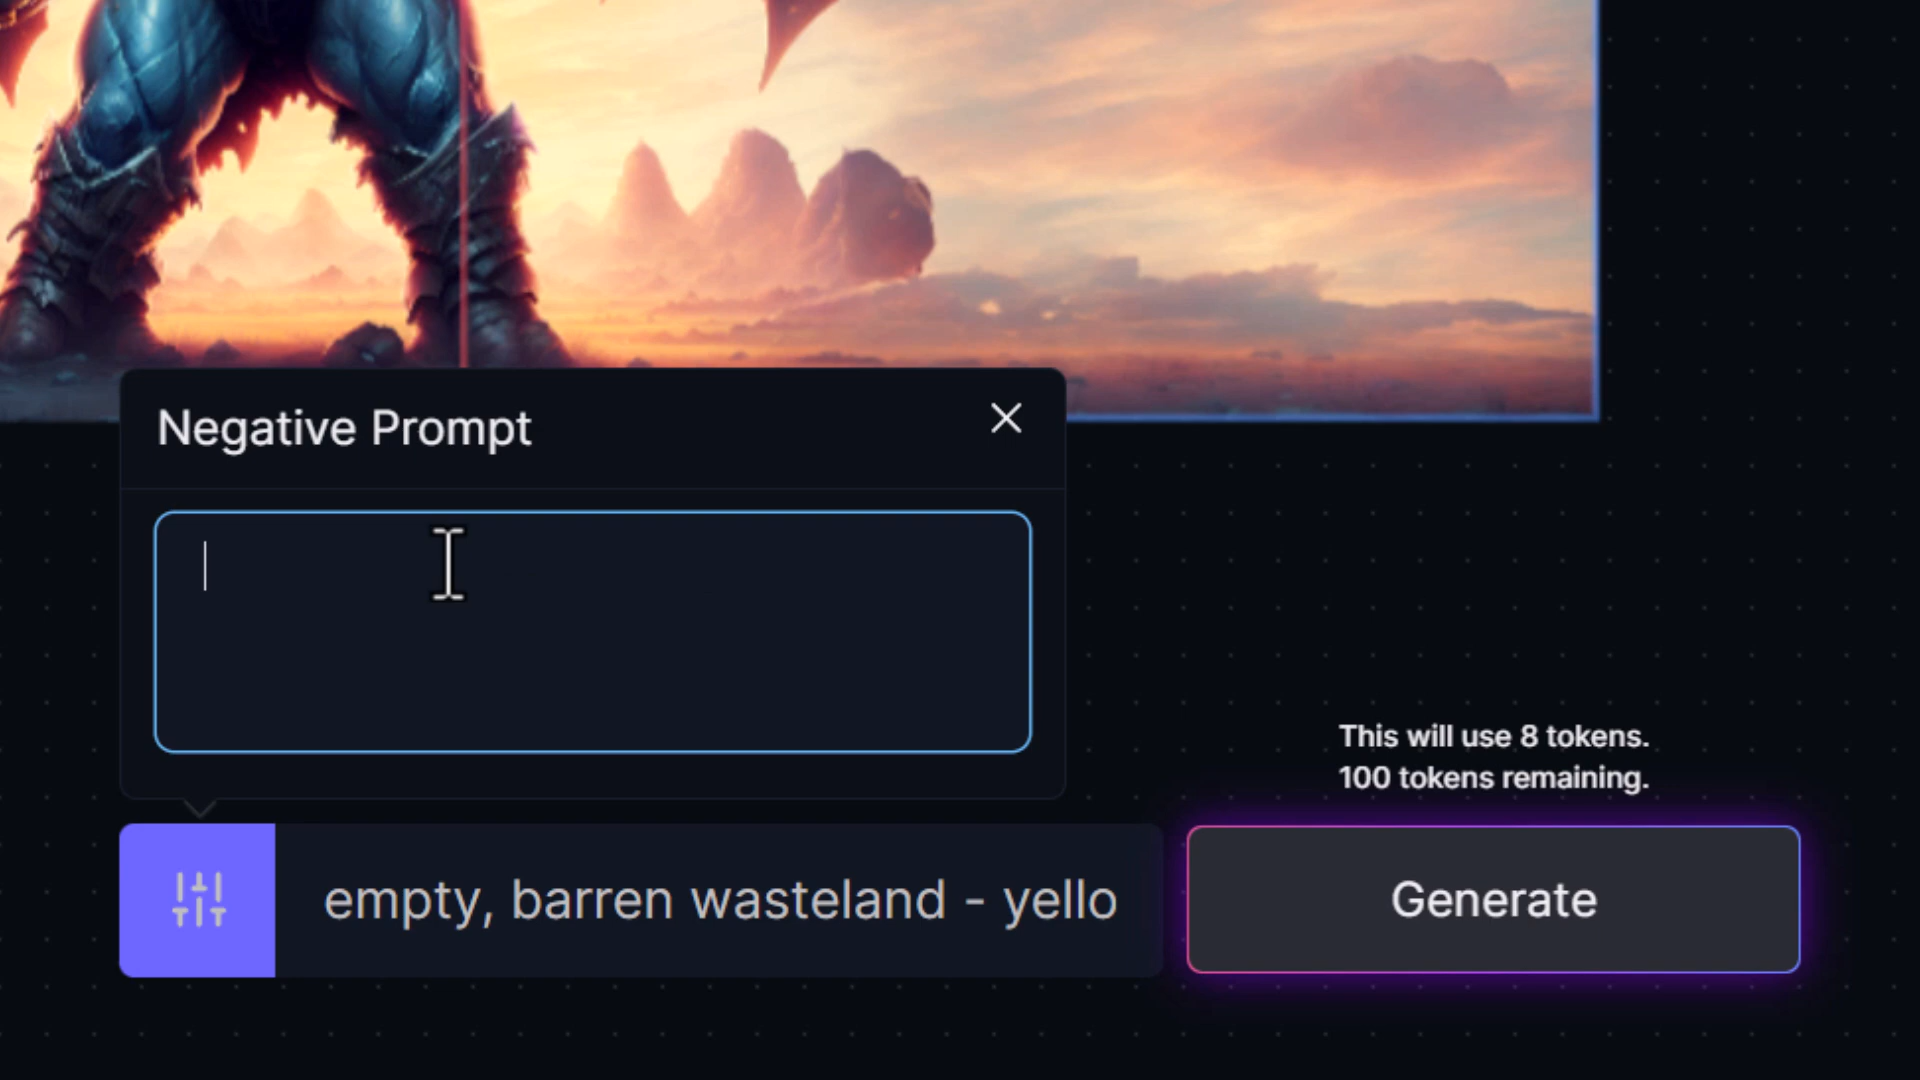 Negative Prompt
This will use 8 tokens.
100 tokens remaining.
empty, barren wasteland - yello
Generate